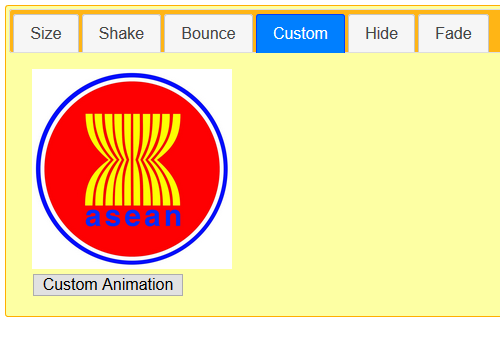 Size Shake Bounce Custom Hide Fade
asean
Custom Animation